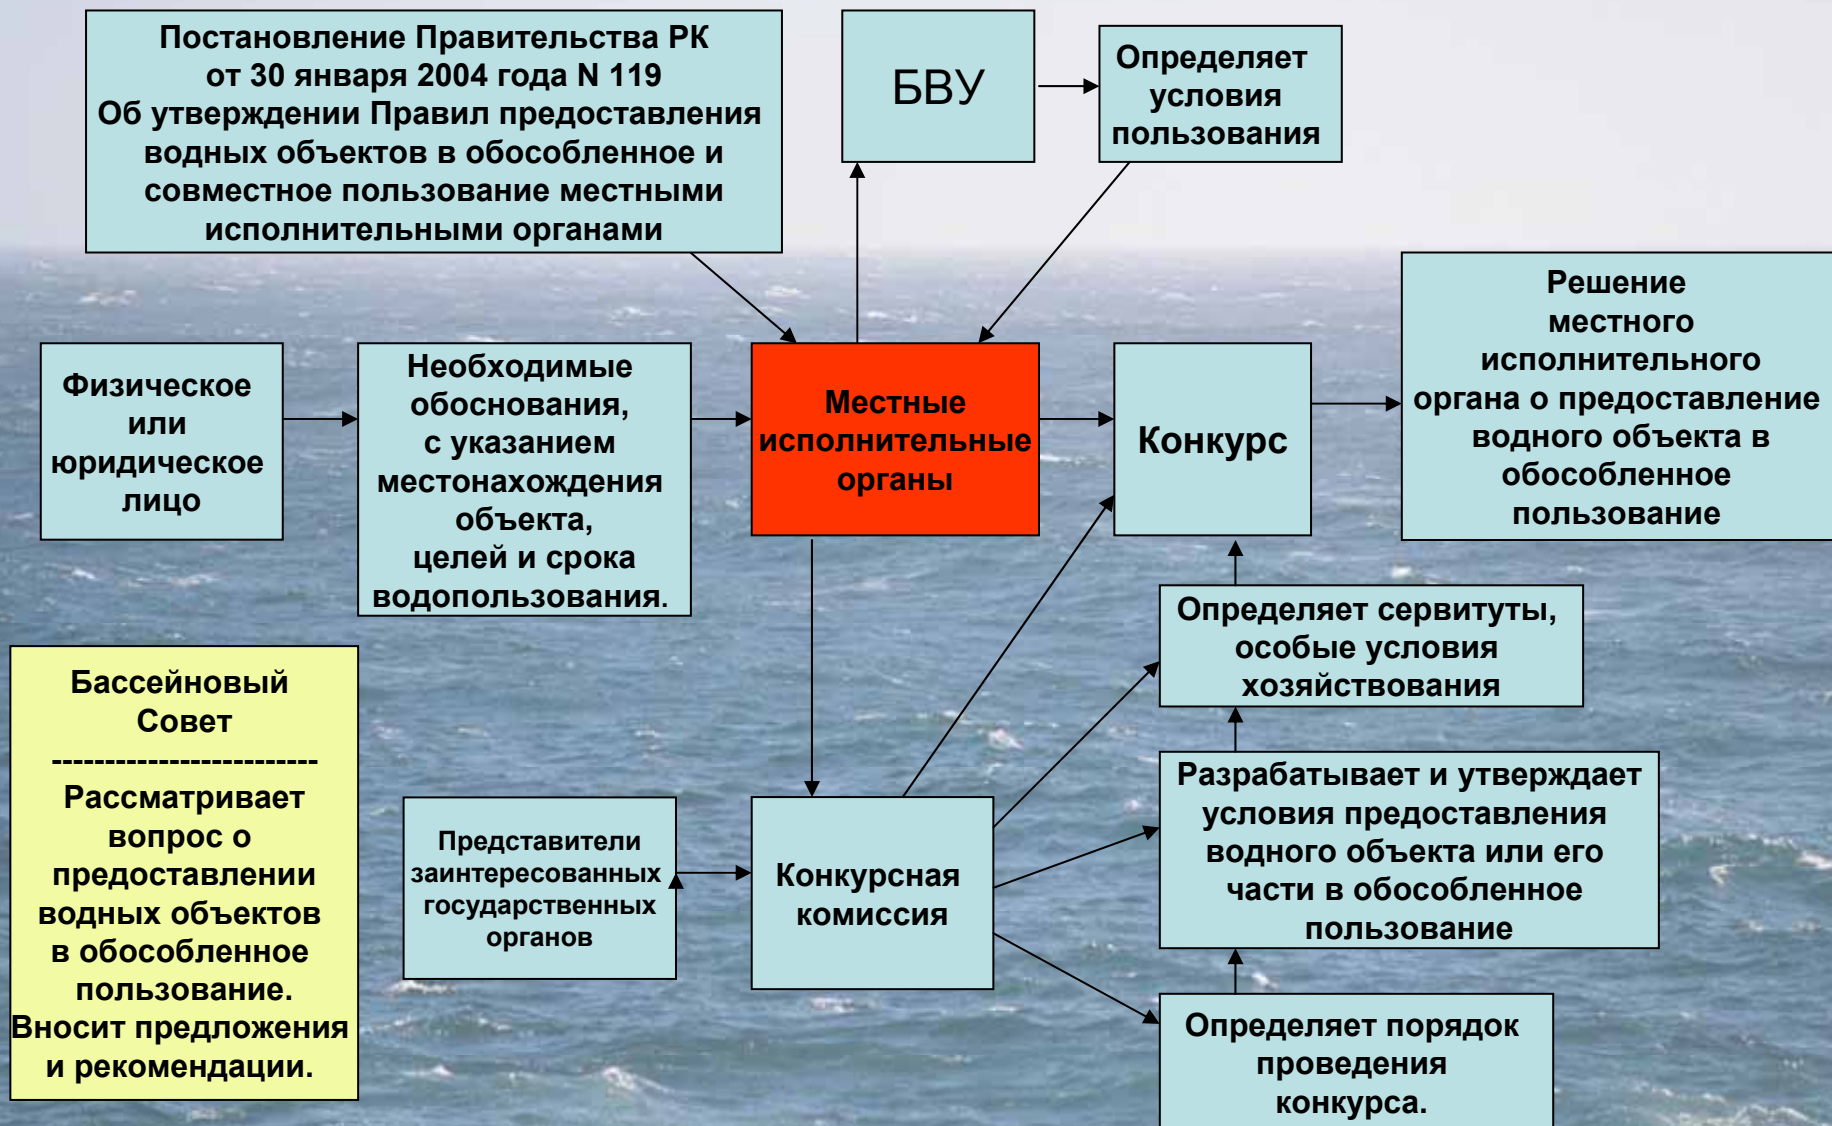 Постановление Правительства РК
от 30 января 2004 года N 119
Об утверждении Правил предоставления
водных объектов в обособленное и
совместное пользование местными
исполнительными органами
БВУ
Определяет
условия
пользования
Физическое
или
юридическое
лицо
Необходимые
обоснования,
с указанием
местонахождения
объекта,
целей и срока
водопользования.
Местные
исполнительные
органы
Конкурс
Решение
местного
исполнительного
органа о предоставление
водного объекта в
обособленное
пользование
Бассейновый
Совет
-------------------------
Рассматривает
вопрос о
предоставлении
водных объектов
в обособленное
пользование.
Вносит предложения
и рекомендации.
Представители
заинтересованных
государственных
органов
Конкурсная
комиссия
Определяет сервитуты,
особые условия
хозяйствования
Разрабатывает и утверждает
условия предоставления
водного объекта или его
части в обособленное
пользование
Определяет порядок
проведения
конкурса.